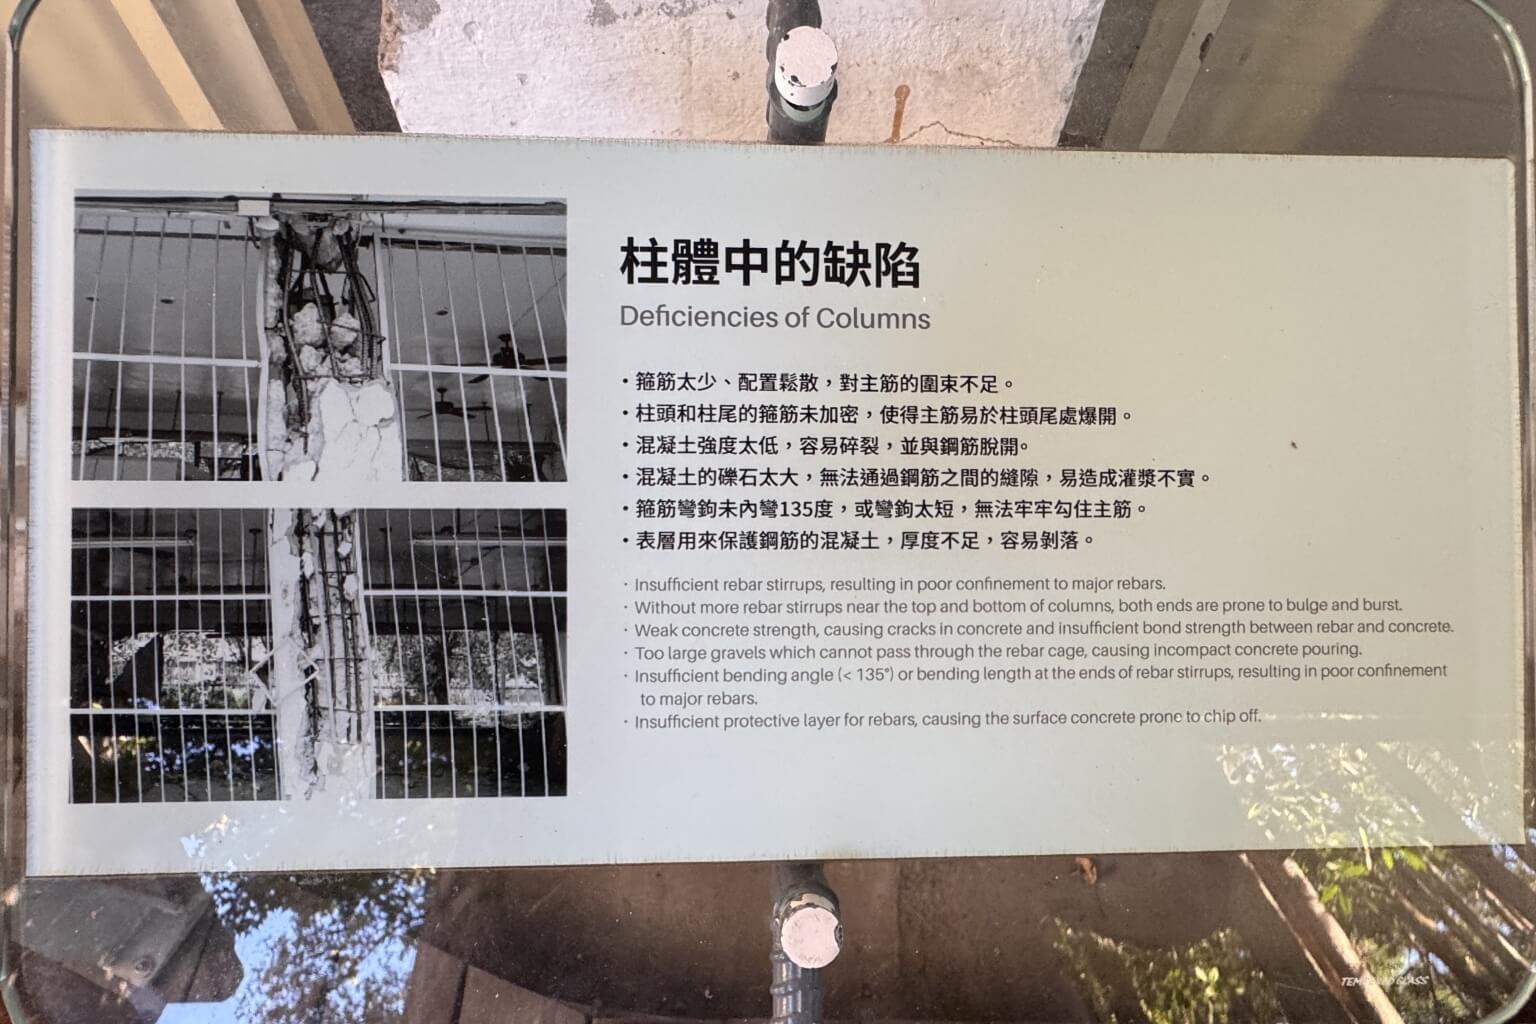 柱體中的缺陷
Deficiencies of Columns
・箍筋太少、配置鬆散，對主筋的圍束不足。
・柱頭和柱尾的箍筋未加密，使得主筋易於柱頭尾處爆開。
・混凝土強度太低，容易碎裂，並與鋼筋脫開。
・混凝土的礫石太大，無法通過鋼筋之間的縫隙，易造成灌漿不實。
・箍筋彎鉤未內彎135度，或彎鉤太短，無法牢牢勾住主筋。
・表層用來保護鋼筋的混凝土，厚度不足，容易剝落。
· Insufficient rebar stirrups, resulting in poor confinement to major rebars.
· Without more rebar stirrups near the top and bottom of columns, both ends are prone to bulge and burst.
· Weak concrete strength, causing cracks in concrete and insufficient bond strength between rebar and concrete.
· Too large gravels which cannot pass through the rebar cage, causing incompact concrete pouring.
· Insufficient bending angle (< 135°) or bending length at the ends of rebar stirrups, resulting in poor confinement
to major rebars.
· Insufficient protective layer for rebars, causing the surface concrete prone to chip off.
TEMPERED GLASS